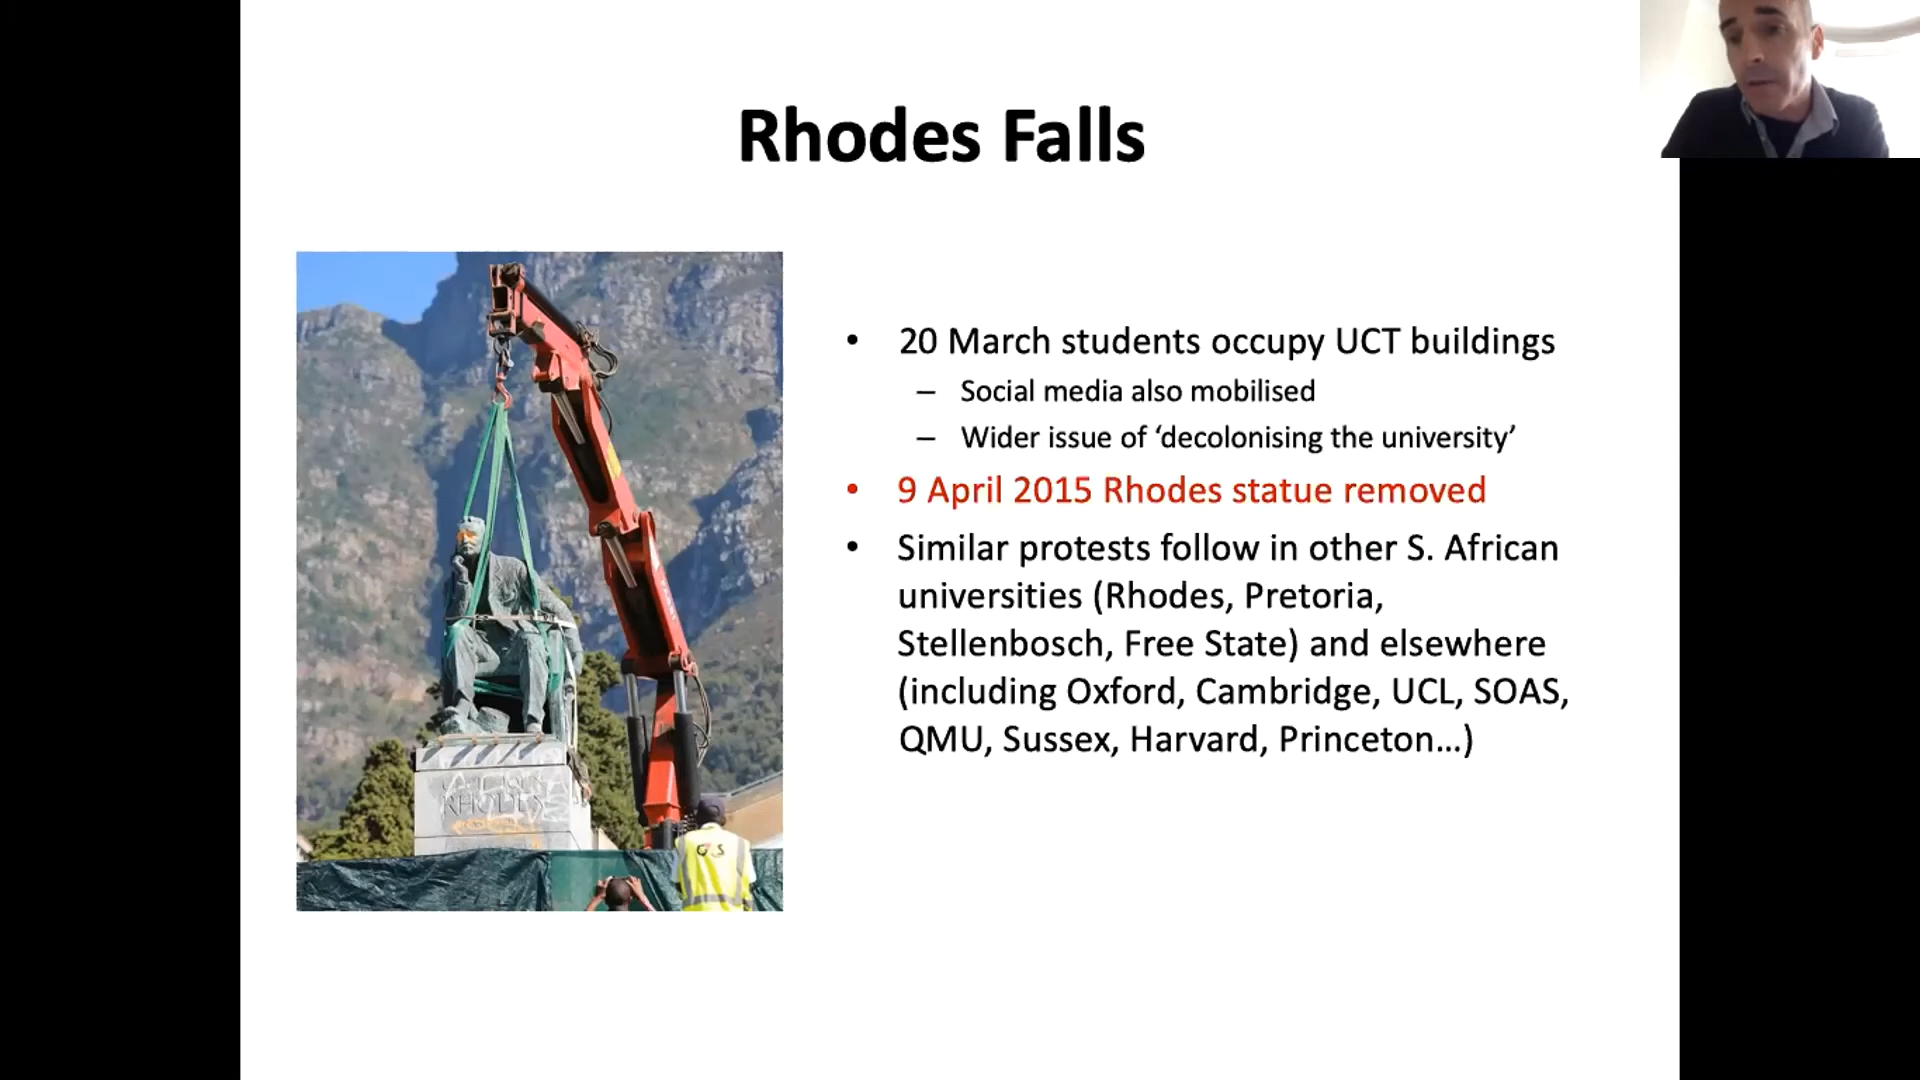 Rhodes Falls
• 20 March students occupy UCT buildings
– Social media also mobilised
– Wider issue of ‘decolonising the university’
• 9 April 2015 Rhodes statue removed
• Similar protests follow in other S. African
universities (Rhodes, Pretoria,
Stellenbosch, Free State) and elsewhere
(including Oxford, Cambridge, UCL, SOAS,
QMU, Sussex, Harvard, Princeton…)
RHODES
G4S